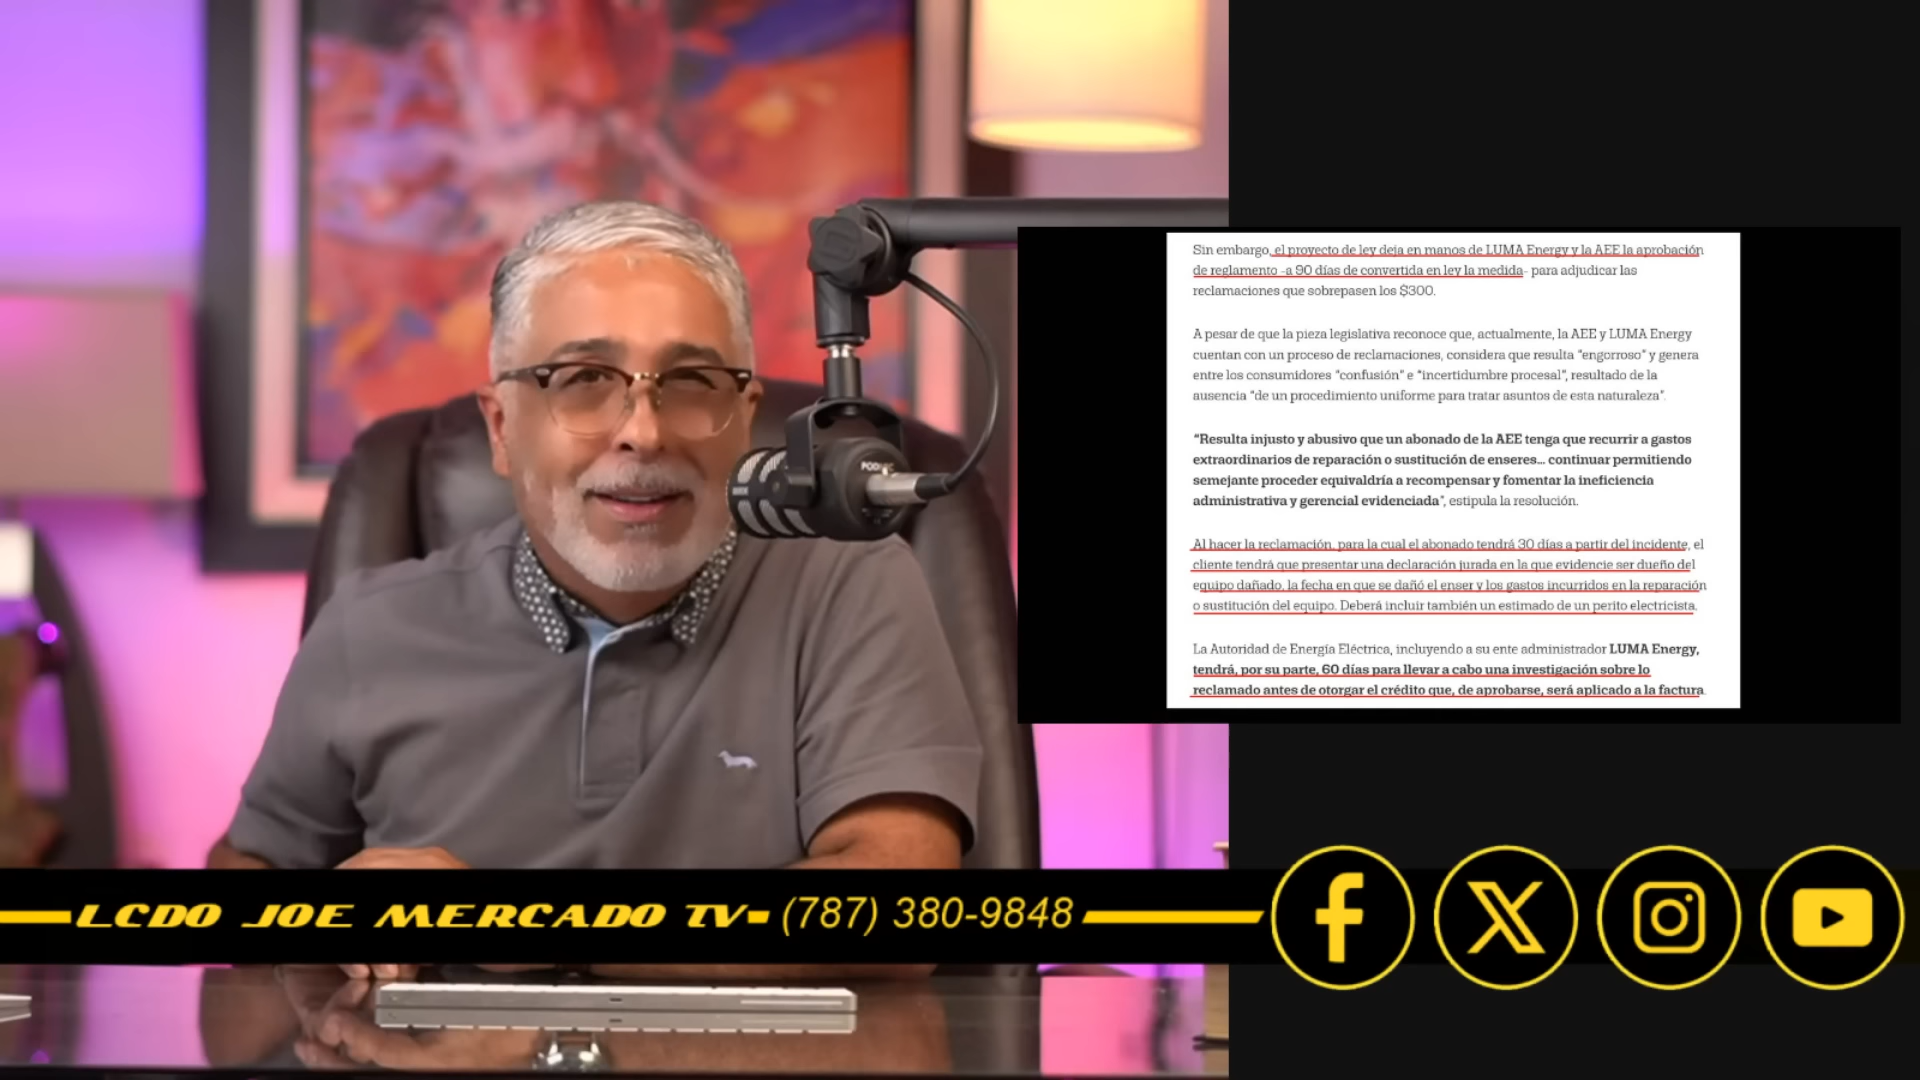 Sin embargo, el proyecto de ley deja en manos de LUMA Energy y la AEE la aprobación
de reglamento -a 90 días de convertida en ley la medida- para adjudicar las
reclamaciones que sobrepasen los $300.
A pesar de que la pieza legislativa reconoce que, actualmente, la AEE y LUMA Energy
cuentan con un proceso de reclamaciones, considera que resulta "engorroso" y genera
entre los consumidores "confusión" e "incertidumbre procesal", resultado de la
ausencia "de un procedimiento uniforme para tratar asuntos de esta naturaleza".
"Resulta injusto y abusivo que un abonado de la AEE tenga que recurrir a gastos
extraordinarios de reparación o sustitución de enseres... continuar permitiendo
semejante proceder equivaldría a recompensar y fomentar la ineficiencia
administrativa y gerencial evidenciada", estipula la resolución.
Al hacer la reclamación, para la cual el abonado tendrá 30 días a partir del incidente, el
cliente tendrá que presentar una declaración jurada en la que evidencie ser dueño del
equipo dañado, la fecha en que se dañó el enser y los gastos incurridos en la reparación
o sustitución del equipo. Deberá incluir también un estimado de un perito electricista.
La Autoridad de Energía Eléctrica, incluyendo a su ente administrador LUMA Energy,
tendrá, por su parte, 60 días para llevar a cabo una investigación sobre lo
reclamado antes de otorgar el crédito que, de aprobarse, será aplicado a la factura.
LCDO JOE MERCADO TV (787) 380-9848